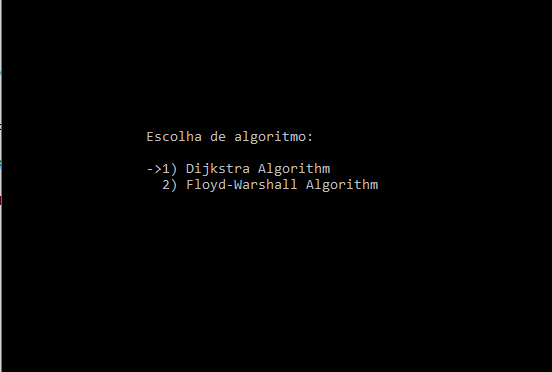 Escolha de algoritmo:
->1) Dijkstra Algorithm
2) Floyd-Warshall Algorithm